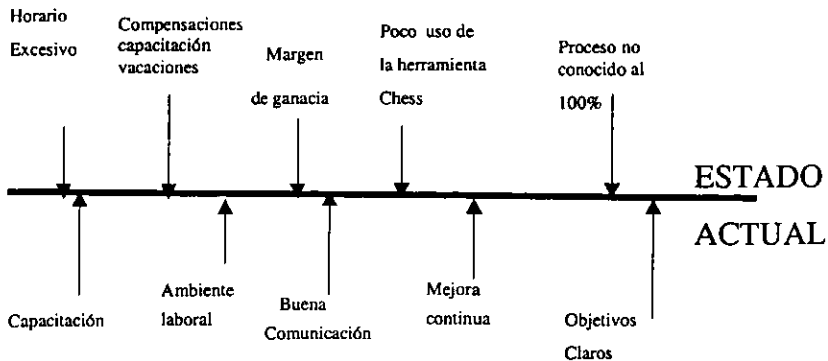 Horario
Excesivo
Compensaciones
capacitación
vacaciones
Margen
de ganacia
Poco uso de
la herramienta
Chess
Proceso no
conocido al
100%
ESTADO
ACTUAL
Capacitación
Ambiente
laboral
Buena
Comunicación
Mejora
continua
Objetivos
Claros